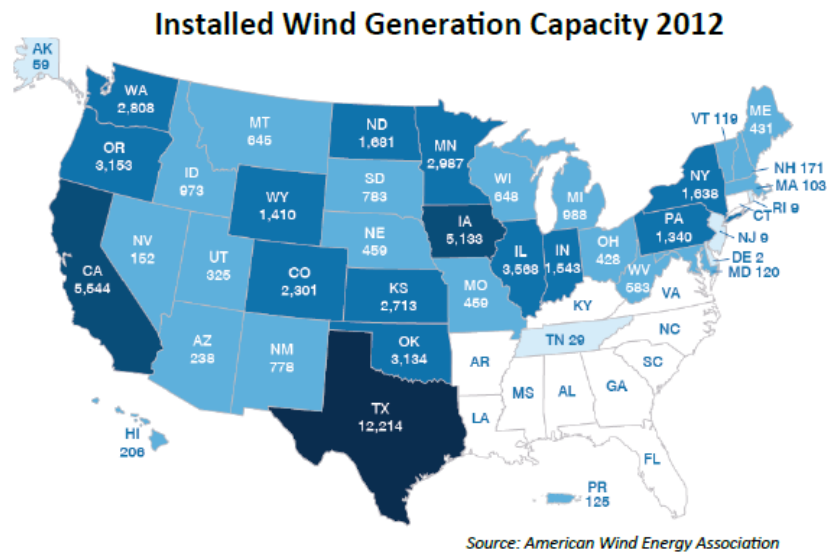 Installed Wind Generation Capacity 2012
AK
59
WA
2,808
OR
3,153
CA
5,544
ID
973
NV
152
MT
645
WY
1,410
UT
325
AZ
238
CO
2,301
NM
778
ND
1,681
SD
783
NE
459
KS
2,713
OK
3,134
TX
12,214
MN
2,987
IA
5,133
MO
459
AR
LA
WI
648
IL
3,568
MI
988
IN
1,543
OH
428
KY
TN 29
MS
AL
GA
FL
SC
NC
VA
WV
583
PA
1,340
NY
1,638
VT 119
ME
431
NH 171
MA 103
RI 9
CT
NJ 9
DE 2
MD 120
HI
206
PR
125
Source: American Wind Energy Association